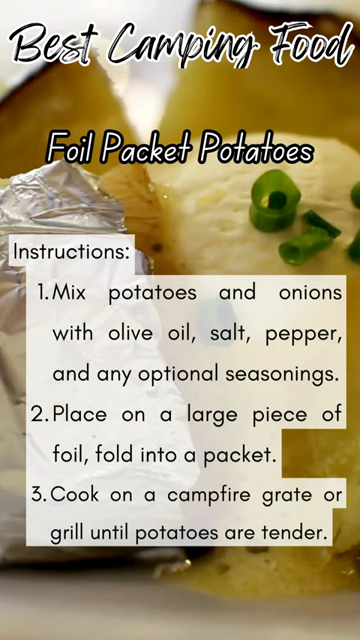 Best Camping Food
Foil Packet Potatoes
Instructions:
1. Mix potatoes and onions
with olive oil, salt, pepper,
and any optional seasonings.
2. Place on a large piece of
foil, fold into a packet.
3. Cook on a campfire grate or
grill until potatoes are tender.